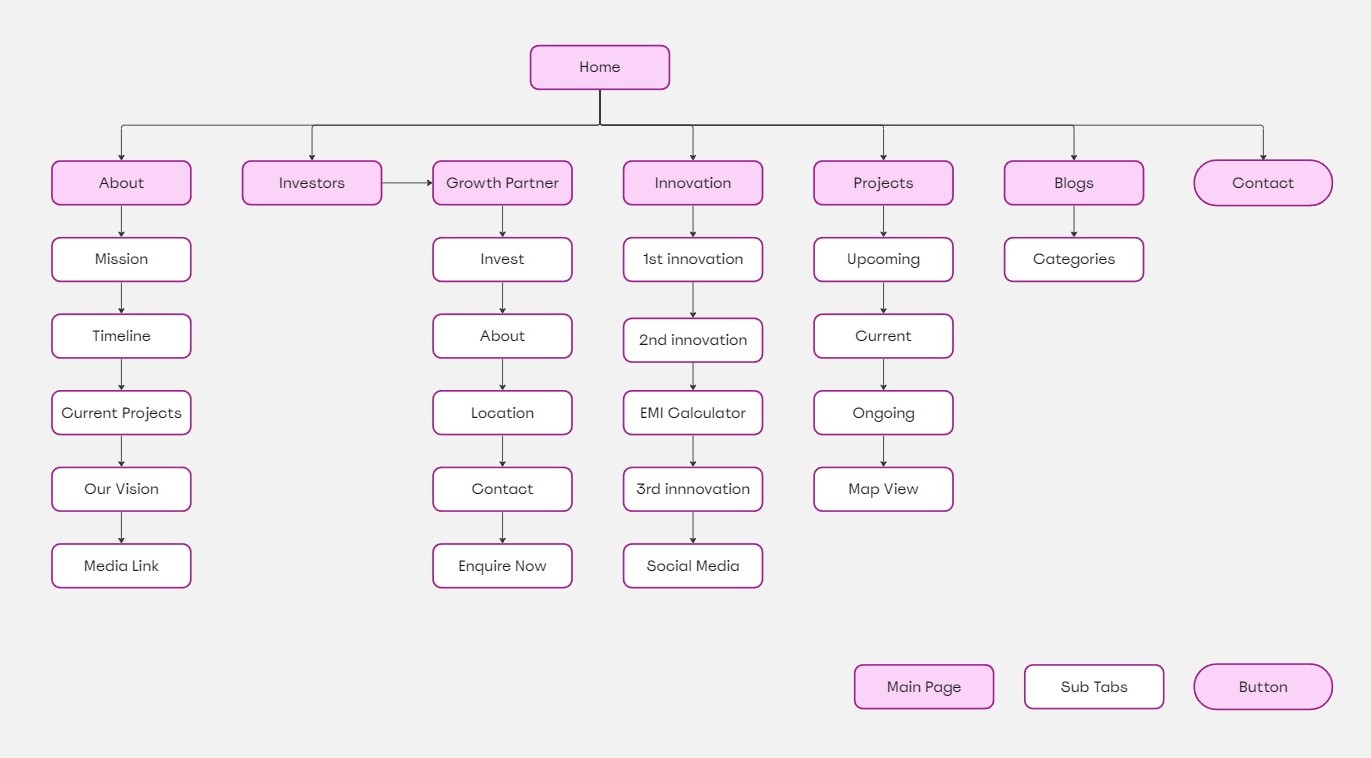 Home
About
Investors
Growth Partner
Innovation
Projects
Blogs
Contact
Mission
Invest
1st innovation
Upcoming
Categories
Timeline
About
2nd innovation
Current
Current Projects
Location
EMI Calculator
Ongoing
Our Vision
Contact
3rd innnovation
Map View
Media Link
Enquire Now
Social Media
Main Page
Sub Tabs
Button